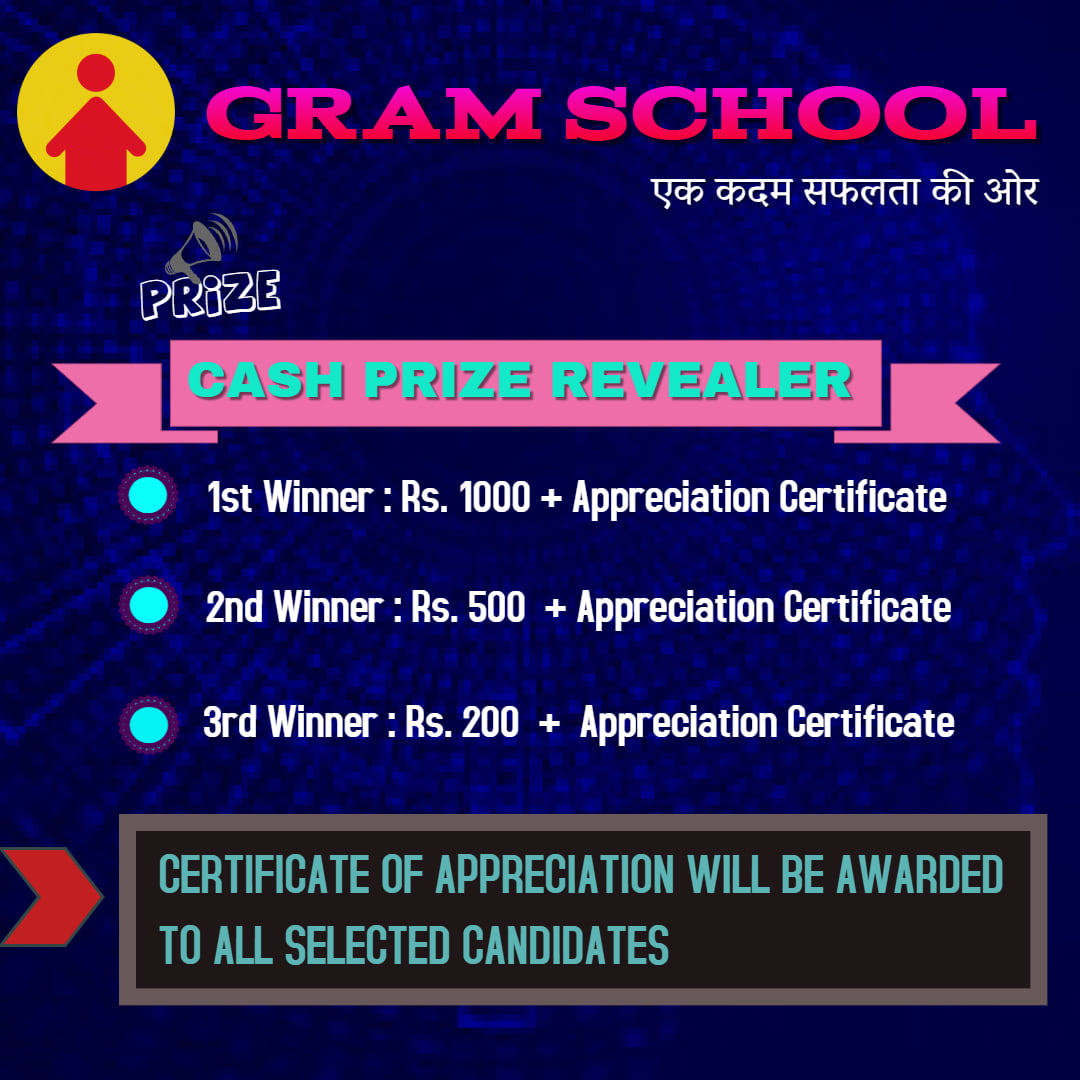 GRAM SCHOOL
एक कदम सफलता की ओर
PRiZE
CASH PRIZE REVEALER
1st Winner : Rs. 1000 + Appreciation Certificate
2nd Winner : Rs. 500 + Appreciation Certificate
3rd Winner : Rs. 200 + Appreciation Certificate
CERTIFICATE OF APPRECIATION WILL BE AWARDED
TO ALL SELECTED CANDIDATES